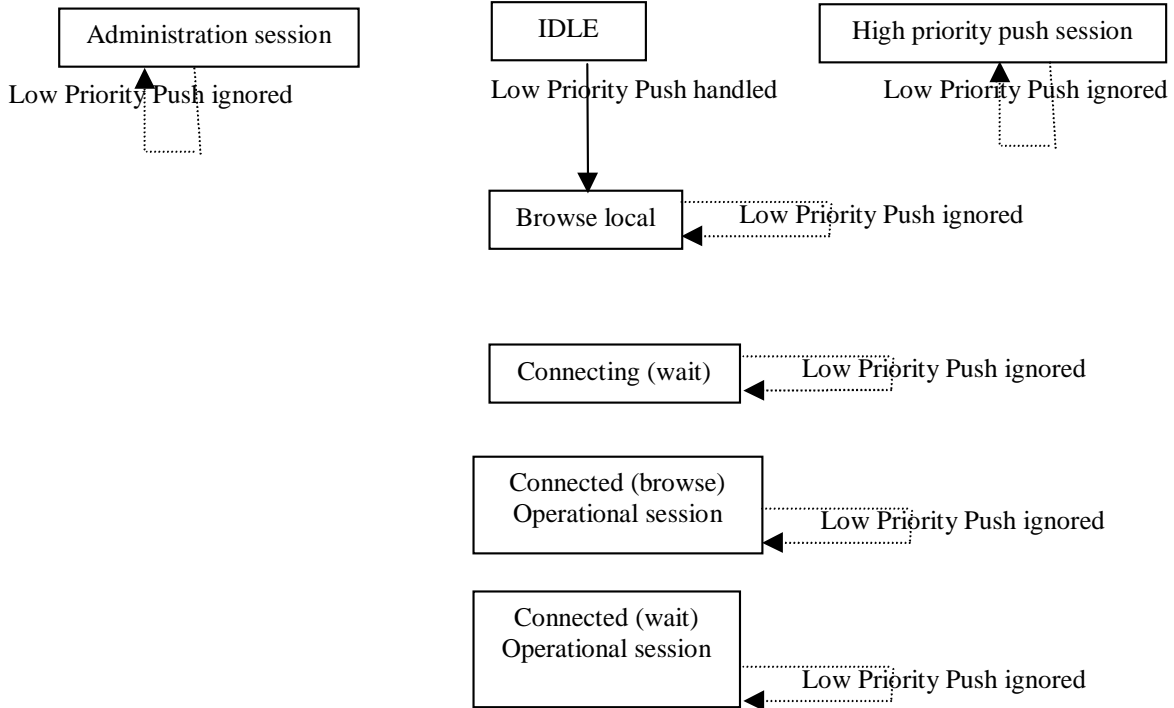 Administration session
IDLE
High priority push session
Low Priority Push ignored
Low Priority Push handled
Low Priority Push ignored
Browse local
Low Priority Push ignored
Connecting (wait)
Low Priority Push ignored
Connected (browse)
Operational session
Low Priority Push ignored
Connected (wait)
Operational session
Low Priority Push ignored